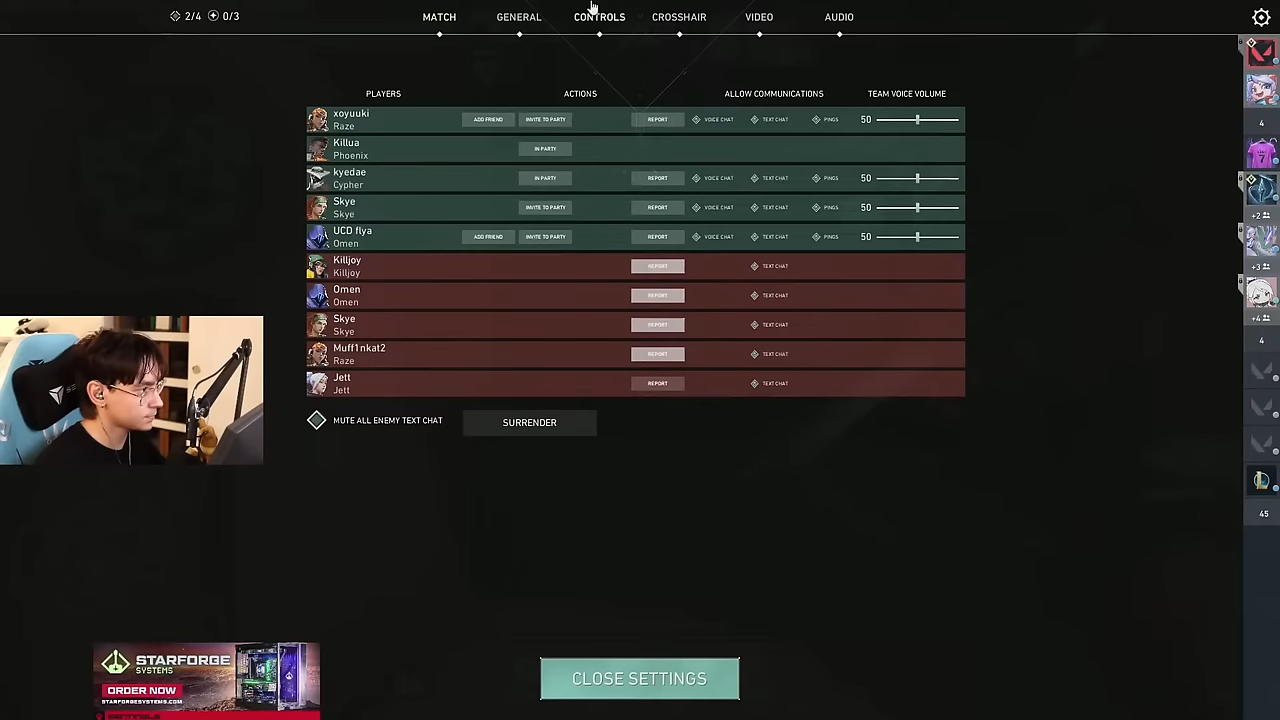 2/4 0/3
MATCH GENERAL CONTROLS CROSSHAIR VIDEO AUDIO
PLAYERS ACTIONS ALLOW COMMUNICATIONS TEAM VOICE VOLUME
xoyuuki
Raze
ADD FRIEND INVITE TO PARTY REPORT VOICE CHAT TEXT CHAT PINGS 50
Killua
Phoenix
IN PARTY
kyedae
Cypher
IN PARTY REPORT VOICE CHAT TEXT CHAT PINGS 50
Skye
Skye
INVITE TO PARTY REPORT VOICE CHAT TEXT CHAT PINGS 50
UCD flya
Omen
ADD FRIEND INVITE TO PARTY REPORT VOICE CHAT TEXT CHAT PINGS 50
Killjoy
Killjoy
REPORT TEXT CHAT
Omen
Omen
REPORT TEXT CHAT
Skye
Skye
REPORT TEXT CHAT
Muff1nkat2
Raze
REPORT TEXT CHAT
Jett
Jett
REPORT TEXT CHAT
MUTE ALL ENEMY TEXT CHAT SURRENDER
CLOSE SETTINGS
4
+2
+3
+4
4
45
STARFORGE
SYSTEMS
ORDER NOW
STARFORGESYSTEMS.COM